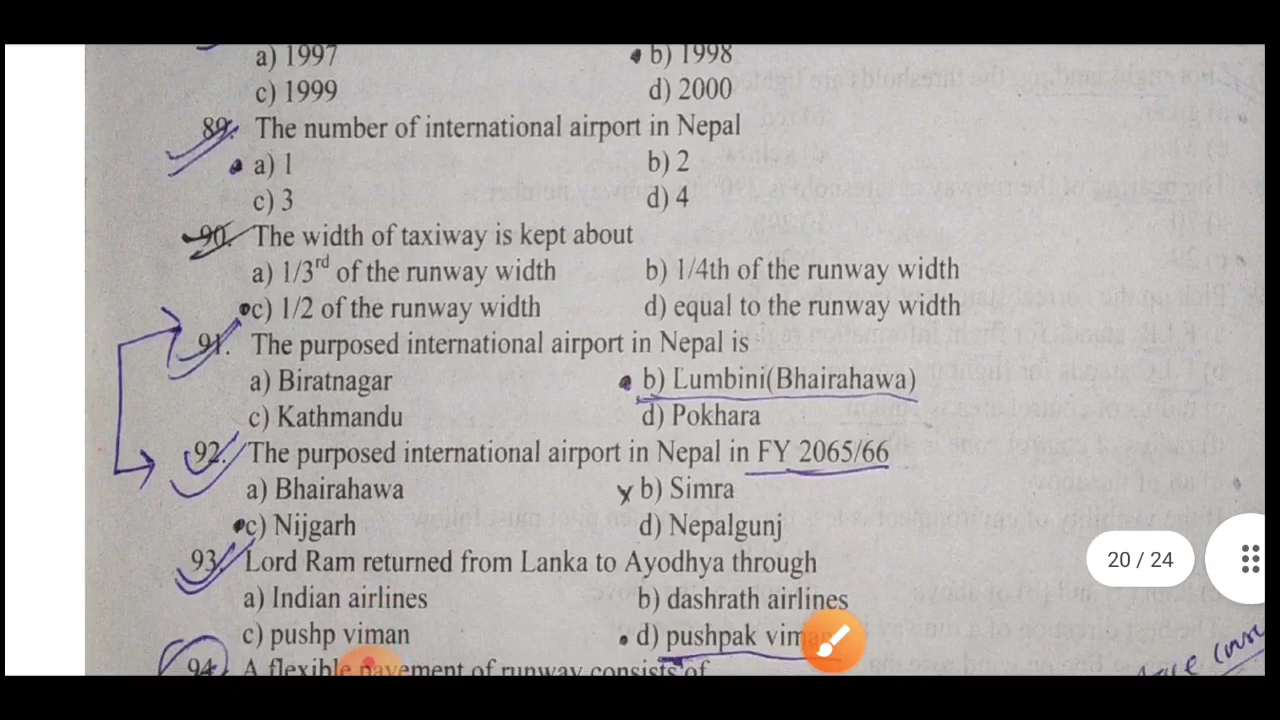 a) 1997 b) 1998
c) 1999 d) 2000
89. The number of international airport in Nepal
a) 1 b) 2
c) 3 d) 4
90. The width of taxiway is kept about
a) 1/3rd of the runway width b) 1/4th of the runway width
c) 1/2 of the runway width d) equal to the runway width
91. The purposed international airport in Nepal is
a) Biratnagar b) Lumbini(Bhairahawa)
c) Kathmandu d) Pokhara
92. The purposed international airport in Nepal in FY 2065/66
a) Bhairahawa b) Simra
c) Nijgarh d) Nepalgunj
20 / 24
93. Lord Ram returned from Lanka to Ayodhya through
a) Indian airlines b) dashrath airlines
c) pushp viman d) pushpak viman
94. A flexible pavement of runway consists of